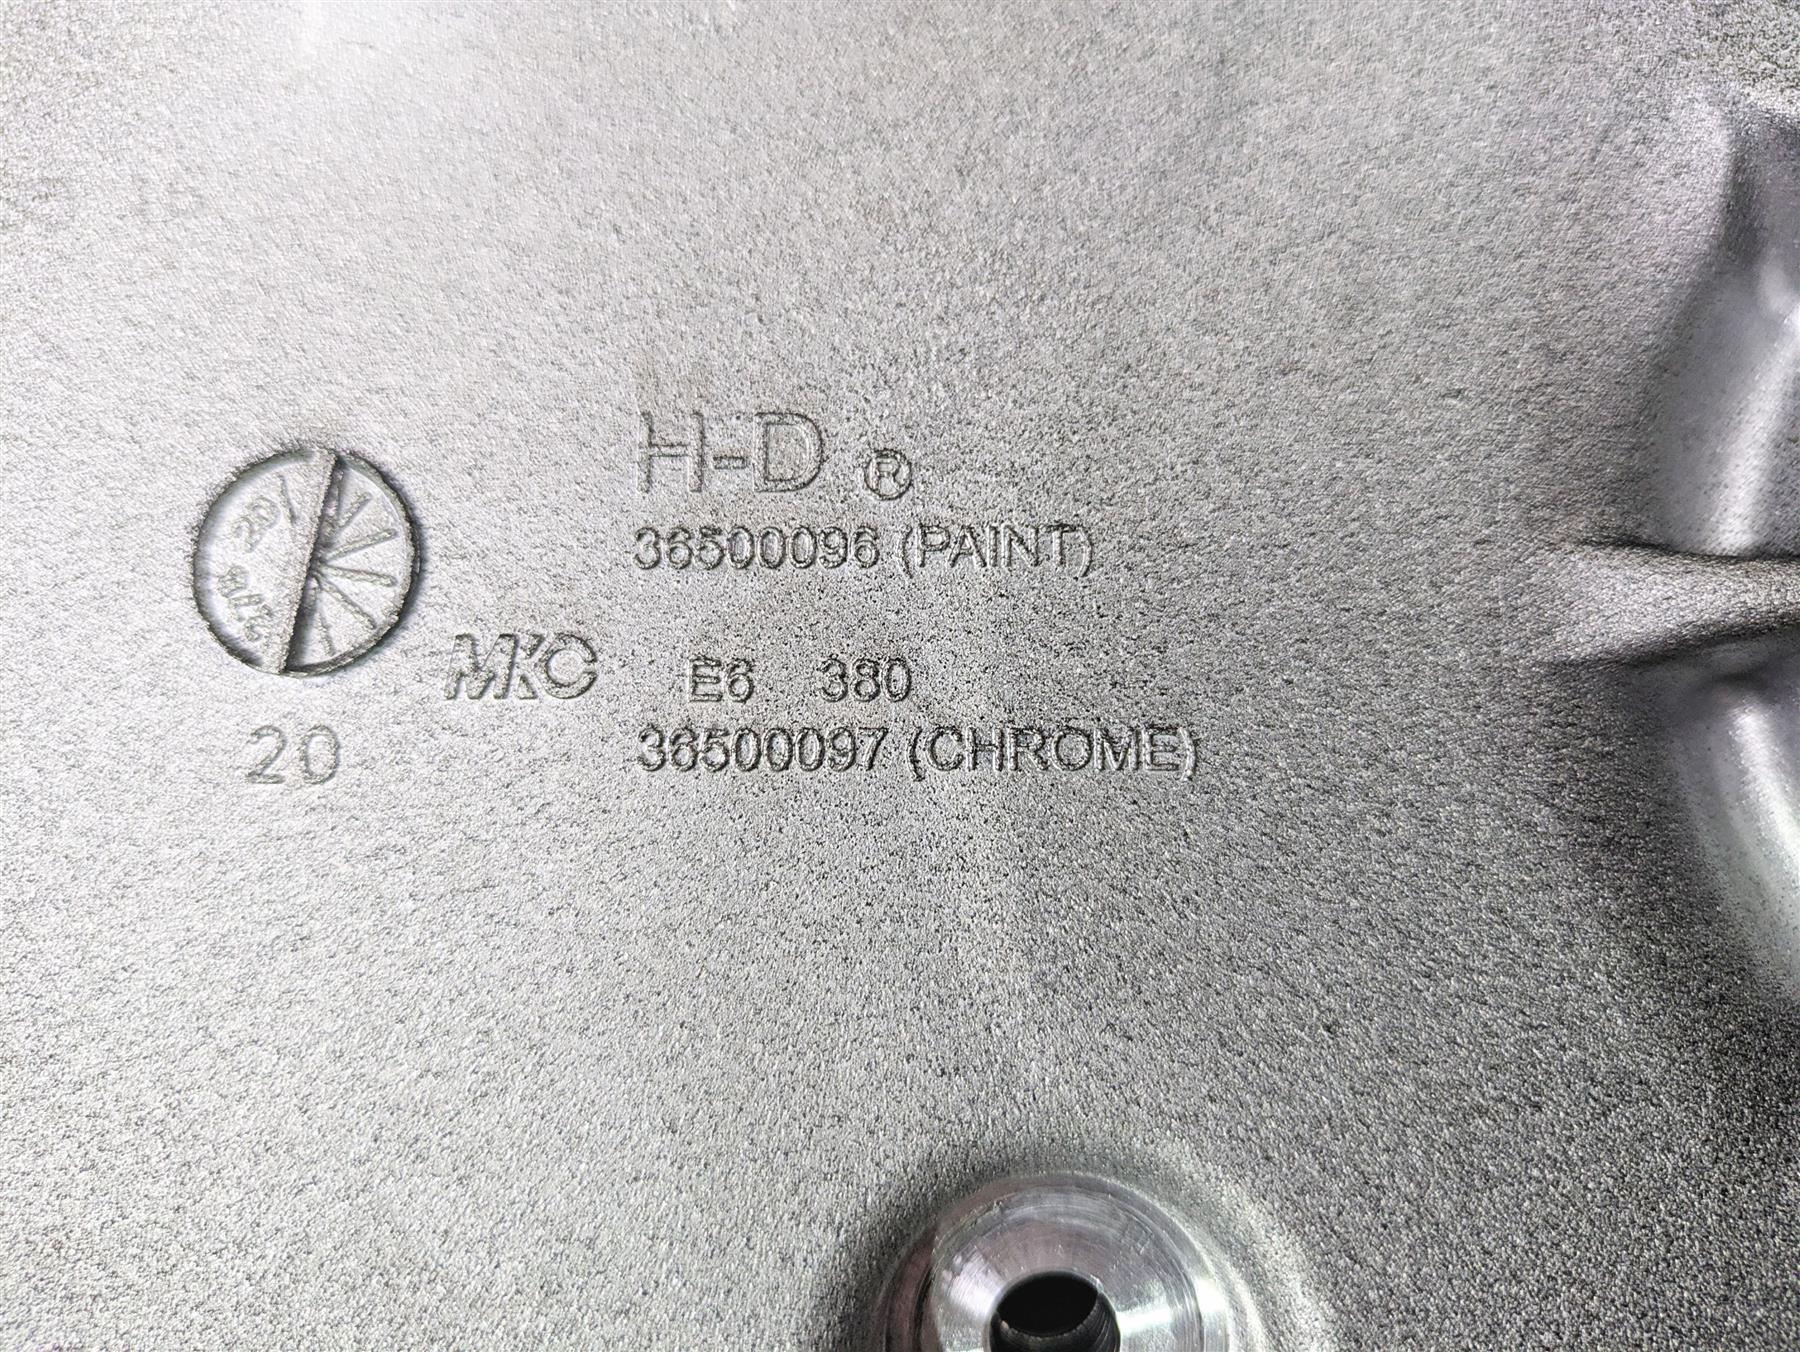 H-D ®
36500096 (PAINT)
MKC E6 380
36500097 (CHROME)
20